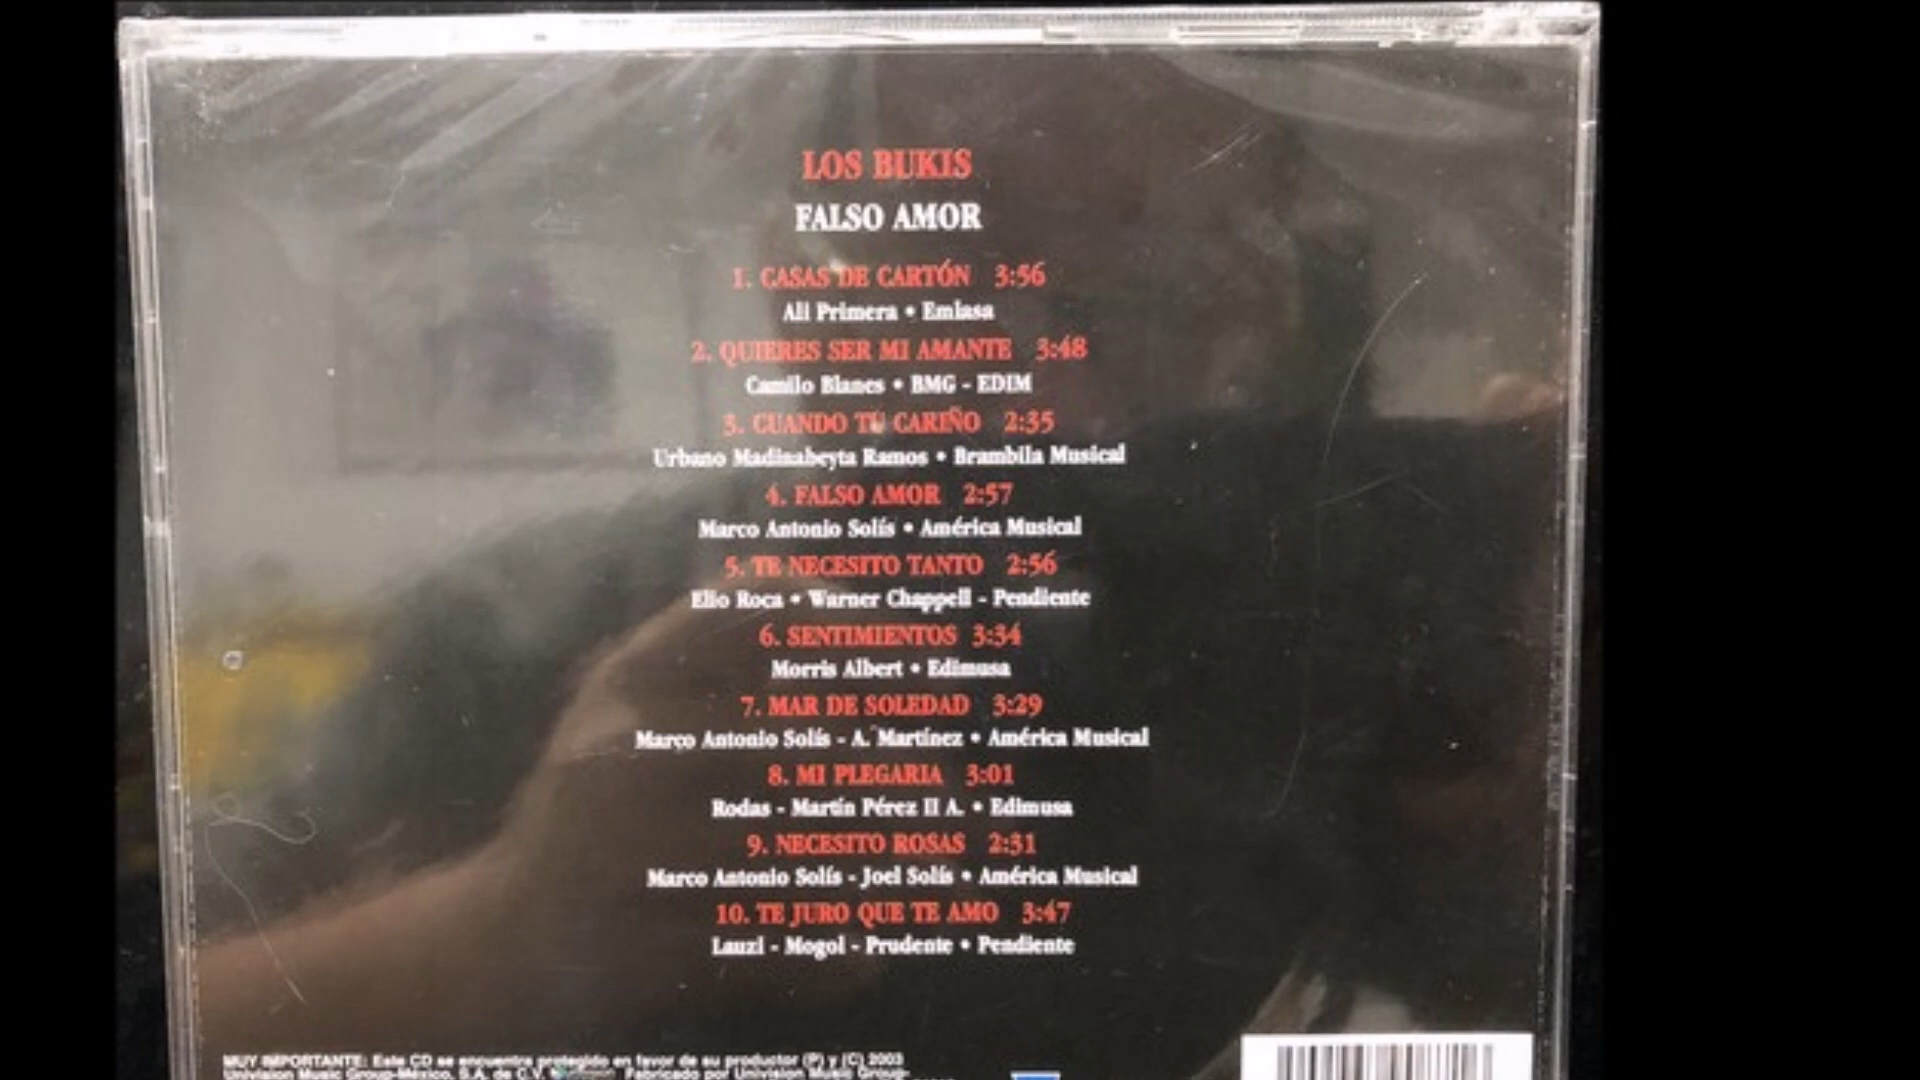 LOS BUKIS
FALSO AMOR
1. CASAS DE CARTÓN 3:56
Ali Primera • Emlasa
2. QUIERES SER MI AMANTE 3:48
Camilo Blanes • BMG - EDIM
3. CUANDO TU CARIÑO 2:35
Urbano Madinabeyta Ramos • Brambila Musical
4. FALSO AMOR 2:57
Marco Antonio Solís • América Musical
5. TE NECESITO TANTO 2:56
Elio Roca • Warner Chappell - Pendiente
6. SENTIMIENTOS 3:34
Morris Albert • Edimusa
7. MAR DE SOLEDAD 3:29
Marco Antonio Solís - A. Martínez • América Musical
8. MI PLEGARIA 3:01
Rodas - Martín Pérez II A. • Edimusa
9. NECESITO ROSAS 2:31
Marco Antonio Solís - Joel Solís • América Musical
10. TE JURO QUE TE AMO 3:47
Lauzi - Mogol - Prudente • Pendiente
MUY IMPORTANTE: Este CD se encuentra protegido en favor de su productor (P) y (C) 2003
Univision Music Group-México, S.A. de C.V. Fabricado por Univision Music Group-